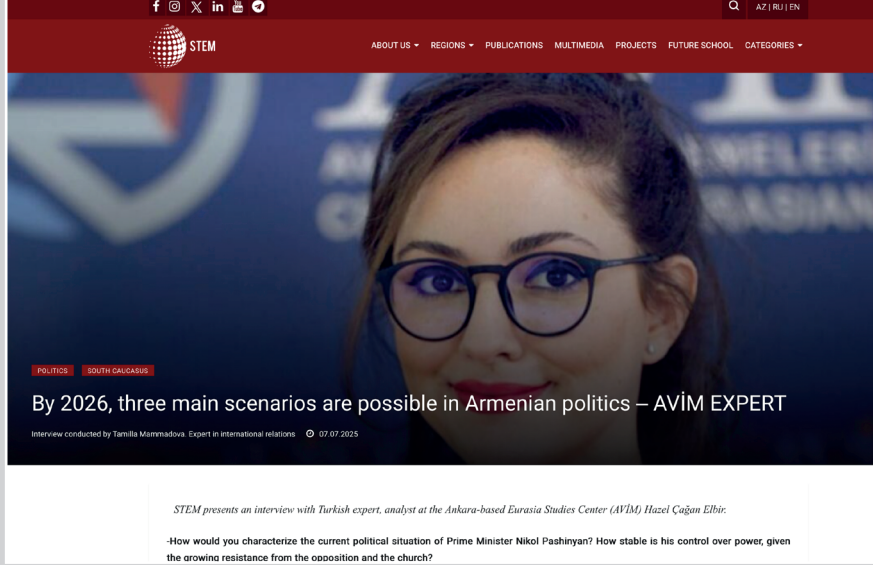 AZ | RU | EN
STEM
ABOUT US REGIONS PUBLICATIONS MULTIMEDIA PROJECTS FUTURE SCHOOL CATEGORIES
POLITICS SOUTH CAUCASUS
By 2026, three main scenarios are possible in Armenian politics – AVİM EXPERT
Interview conducted by Tamilla Mammadova. Expert in international relations 07.07.2025
STEM presents an interview with Turkish expert, analyst at the Ankara-based Eurasia Studies Center (AVİM) Hazel Çağan Elbir.
-How would you characterize the current political situation of Prime Minister Nikol Pashinyan? How stable is his control over power, given
the growing resistance from the opposition and the church?